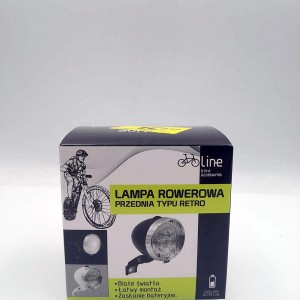 line
bike
accessories
LAMPA ROWEROWA
PRZEDNIA TYPU RETRO
• Białe światło
• Łatwy montaż
• Zasilanie bateryjne